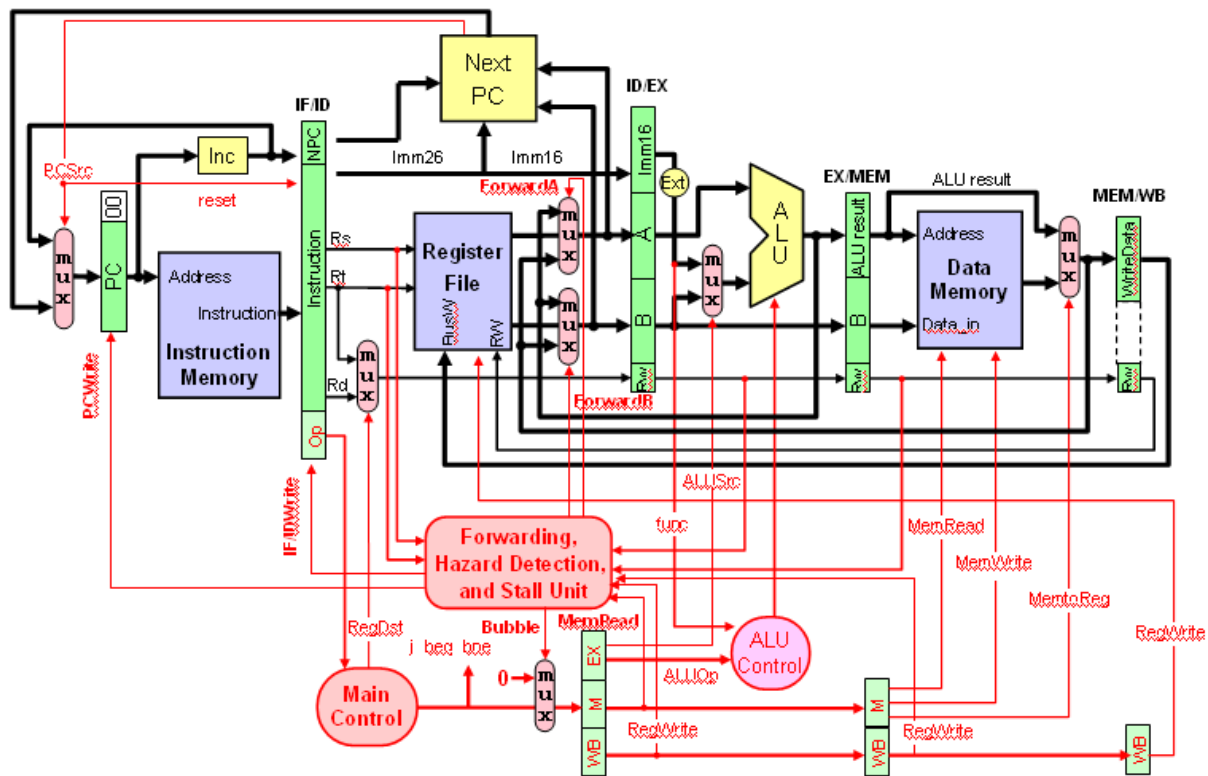 Next
PC
IF/ID
ID/EX
NPC
Inc
Imm26
Imm16
Imm16
PCSrc
reset
ForwardA
Ext
EX/MEM
ALU result
MEM/WB
00
PC
mux
Address
Instruction
Instruction
Memory
Instruction
Rs
Rt
Rd
Op
mux
Register
File
BusW
RW
mux
mux
A
B
Rw
mux
ALU
ALU result
B
Rw
Address
Data
Memory
Data_in
mux
WriteData
Rw
PCWrite
IF/IDWrite
ForwardB
ALUSrc
func
MemRead
MemWrite
MemtoReg
RegWrite
Forwarding,
Hazard Detection,
and Stall Unit
RegDst
Bubble
MemRead
j beq bne
0
mux
Main
Control
EX
M
WB
ALUOp
ALU
Control
RegWrite
M
WB
RegWrite
WB